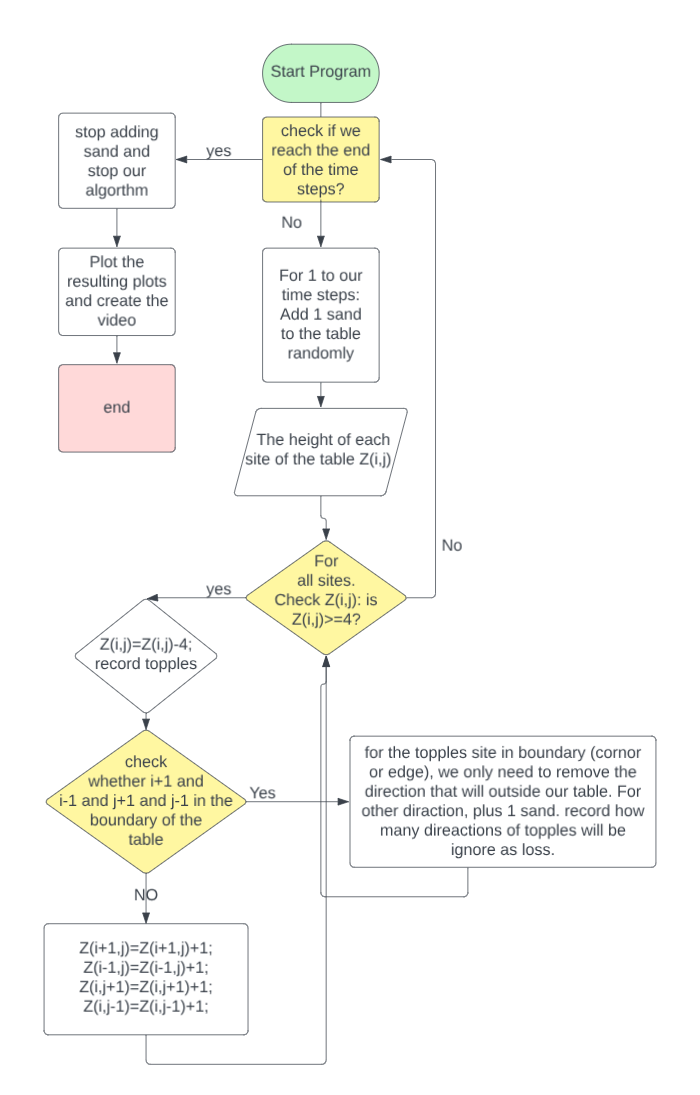 Start Program
check if we
reach the end
of the time
steps?
yes
stop adding
sand and
stop our
algorthm
Plot the
resulting plots
and create the
video
end
No
For 1 to our
time steps:
Add 1 sand
to the table
randomly
The height of each
site of the table Z(i,j)
For
all sites.
Check Z(i,j): is
Z(i,j)>=4?
No
yes
Z(i,j)=Z(i,j)-4;
record topples
check
whether i+1 and
i-1 and j+1 and j-1 in the
boundary of the
table
Yes
for the topples site in boundary (cornor
or edge), we only need to remove the
direction that will outside our table. For
other diraction, plus 1 sand. record how
many direactions of topples will be
ignore as loss.
NO
Z(i+1,j)=Z(i+1,j)+1;
Z(i-1,j)=Z(i-1,j)+1;
Z(i,j+1)=Z(i,j+1)+1;
Z(i,j-1)=Z(i,j-1)+1;